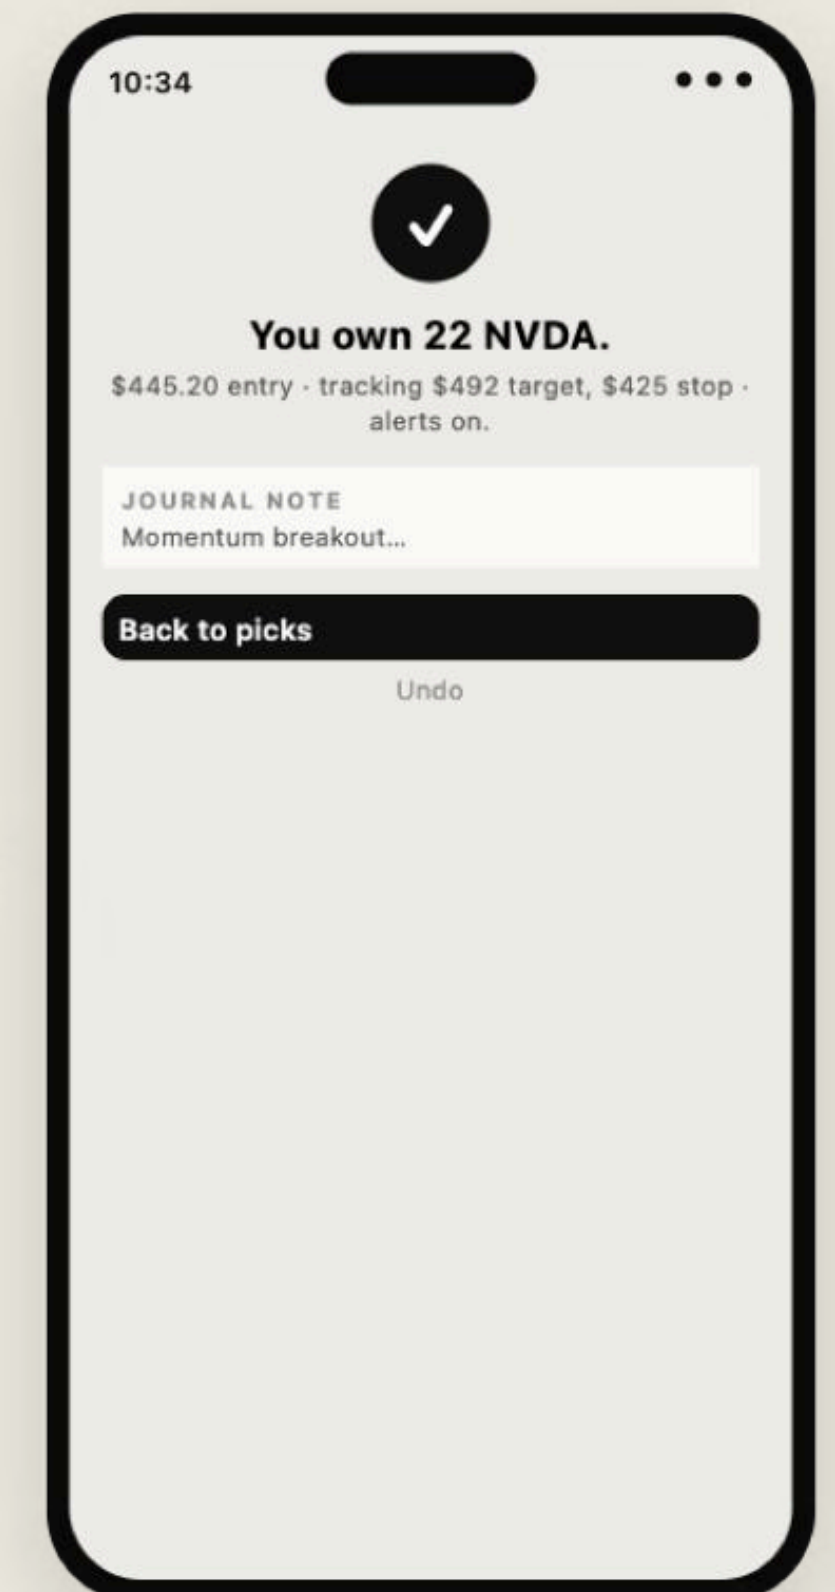 10:34
You own 22 NVDA.
$445.20 entry · tracking $492 target, $425 stop ·
alerts on.
JOURNAL NOTE
Momentum breakout...
Back to picks
Undo